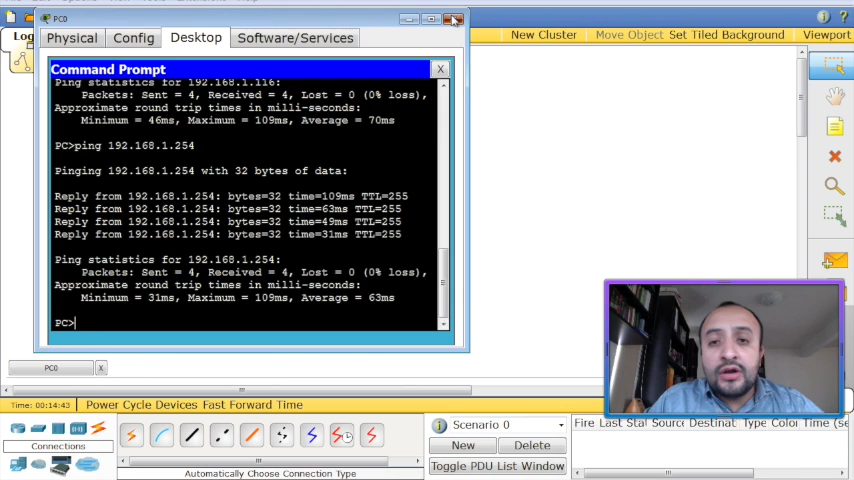 PC0
Log
New Cluster
Move Object
Set Tiled Background
Viewport
Physical
Config
Desktop
Software/Services
Command Prompt
X
Ping statistics for 192.168.1.116:
Packets: Sent = 4, Received = 4, Lost = 0 (0% loss),
Approximate round trip times in milli-seconds:
Minimum = 46ms, Maximum = 109ms, Average = 70ms
PC>ping 192.168.1.254
Pinging 192.168.1.254 with 32 bytes of data:
Reply from 192.168.1.254: bytes=32 time=109ms TTL=255
Reply from 192.168.1.254: bytes=32 time=63ms TTL=255
Reply from 192.168.1.254: bytes=32 time=49ms TTL=255
Reply from 192.168.1.254: bytes=32 time=31ms TTL=255
Ping statistics for 192.168.1.254:
Packets: Sent = 4, Received = 4, Lost = 0 (0% loss),
Approximate round trip times in milli-seconds:
Minimum = 31ms, Maximum = 109ms, Average = 63ms
PC>
PC0
X
Time: 00:14:43
Power Cycle Devices Fast Forward Time
Connections
Automatically Choose Connection Type
Scenario 0
New
Delete
Toggle PDU List Window
Fire Last Stat Source Destinat Type Color Time (se